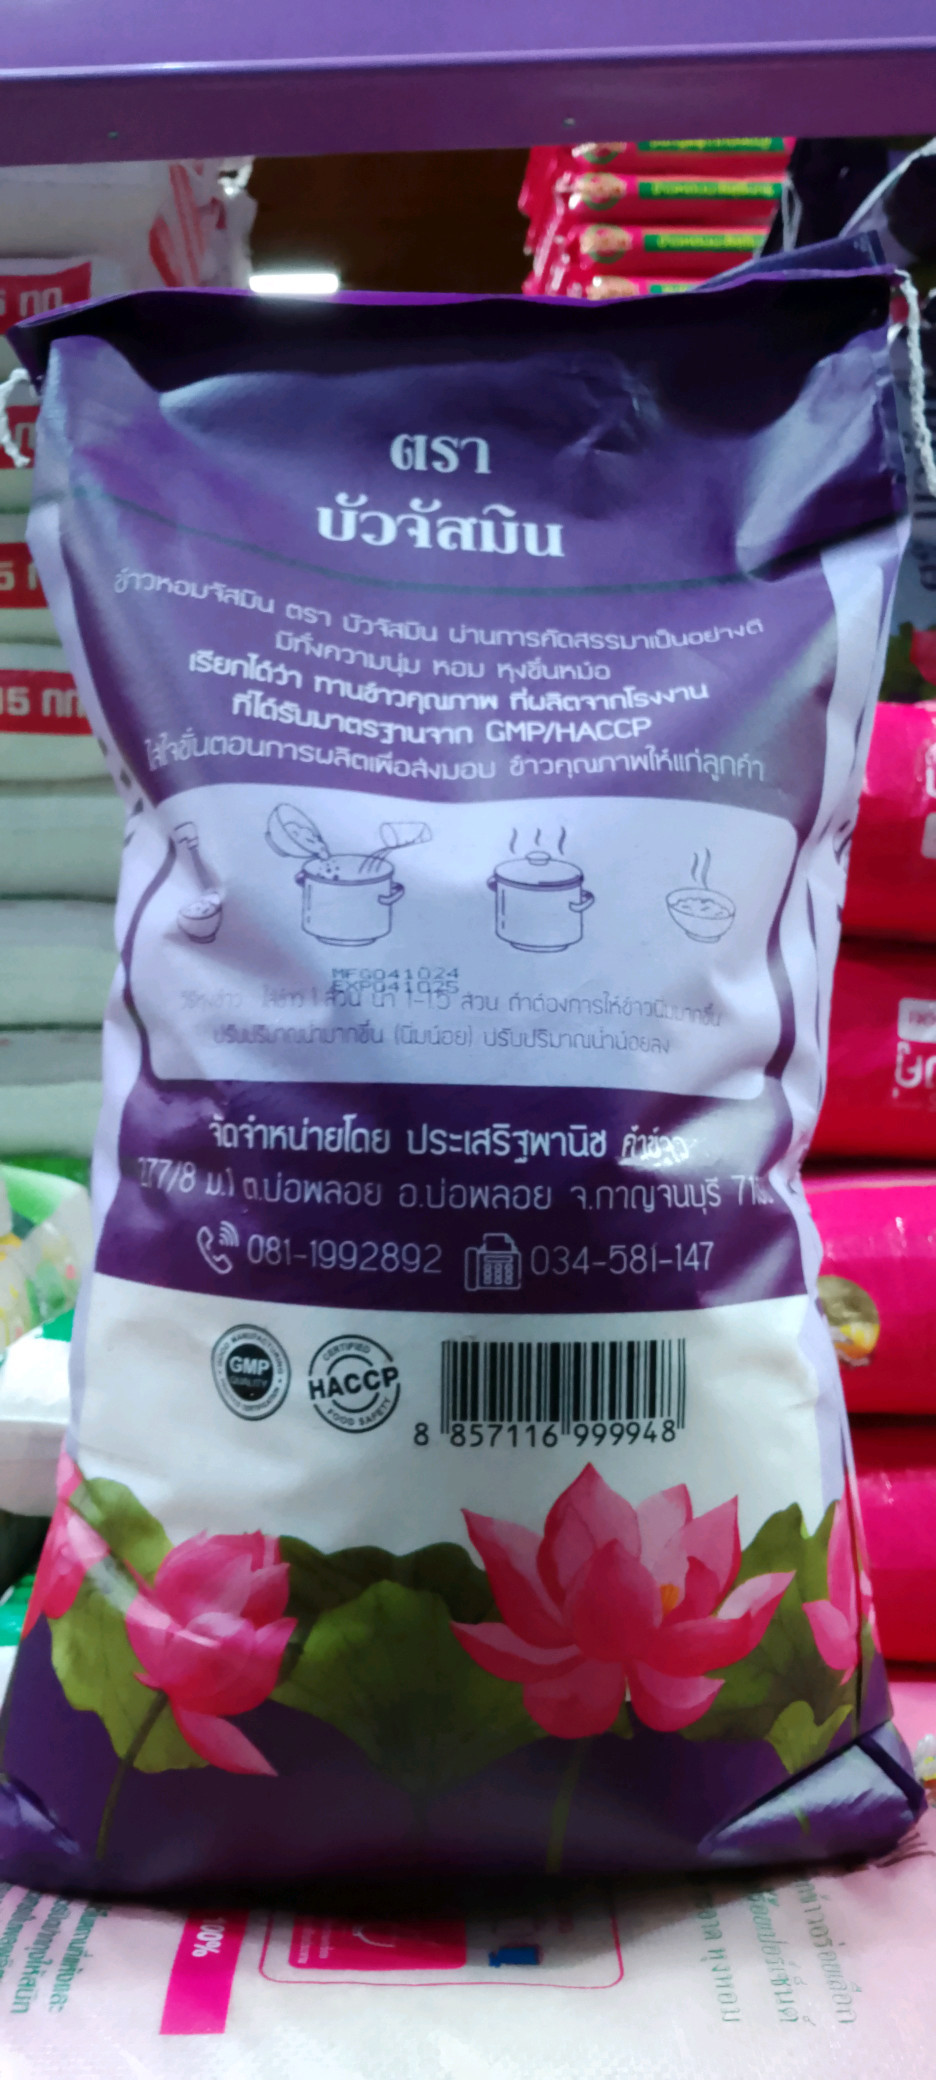 ตรา
บัวจัสมิน
ข้าวหอมจัสมิน ตรา บัวจัสมิน ผ่านการคัดสรรมาเป็นอย่างดี
มีทั้งความนุ่ม หอม หุงขึ้นหม้อ
เรียกได้ว่า ทานข้าวคุณภาพ ที่ผลิตจากโรงงาน
ที่ได้รับมาตรฐานจาก GMP/HACCP
ใส่ใจขั้นตอนการผลิตเพื่อส่งมอบ ข้าวคุณภาพให้แก่ลูกค้า
MFG041024
EXP041025
วิธีหุงข้าว ใส่ข้าว 1 ส่วน น้ำ 1-1.5 ส่วน ถ้าต้องการให้ข้าวนิ่มมากขึ้น
ปรับปริมาณน้ำมากขึ้น (นิ่มน้อย) ปรับปริมาณน้ำน้อยลง
จัดจำหน่ายโดย ประเสริฐพานิช ค้าข้าว
277/8 ม.1 ต.บ่อพลอย อ.บ่อพลอย จ.กาญจนบุรี
081-1992892 034-581-147
GOOD MANUFACTURING
GMP
QUALITY
CERTIFIED
HACCP
FOOD SAFETY
8 857116 999948
100%
15 กก